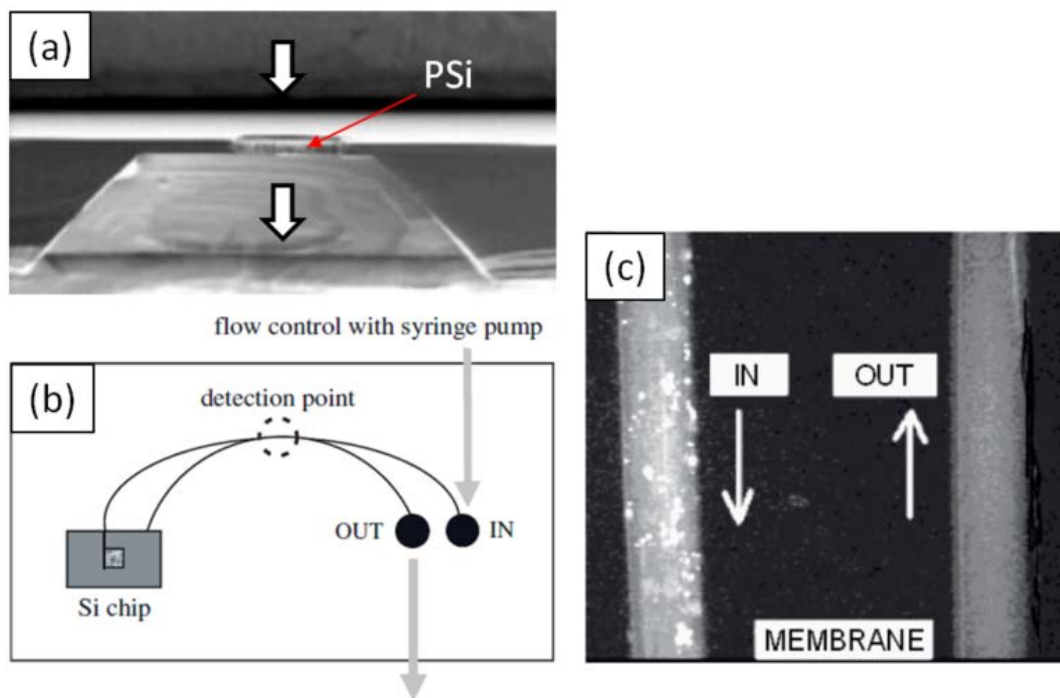 (a)
PSi
flow control with syringe pump
(b)
detection point
OUT
IN
Si chip
(c)
IN
OUT
MEMBRANE